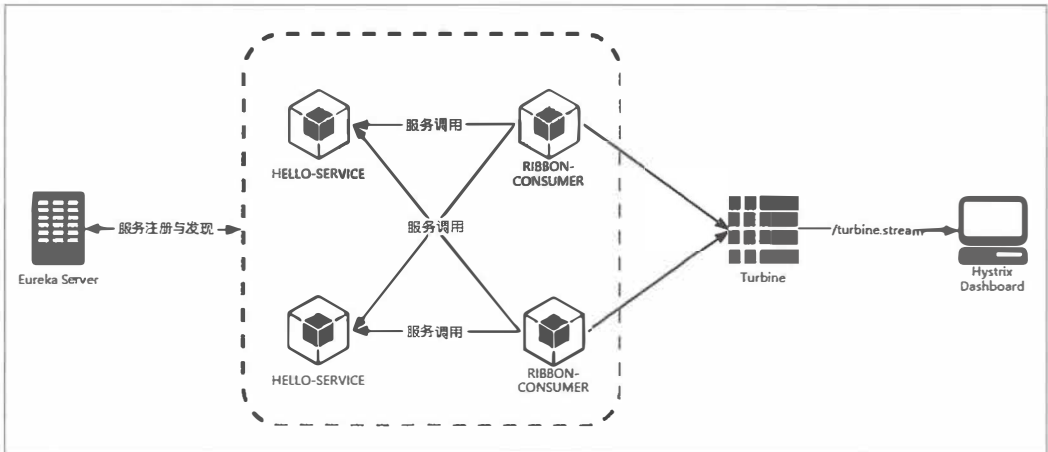 服务调用
HELLO-SERVICE
RIBBON-
CONSUMER
服务注册与发现
服务调用
/turbine.stream
Eureka Server
Turbine
Hystrix
Dashboard
服务调用
HELLO-SERVICE
RIBBON-
CONSUMER